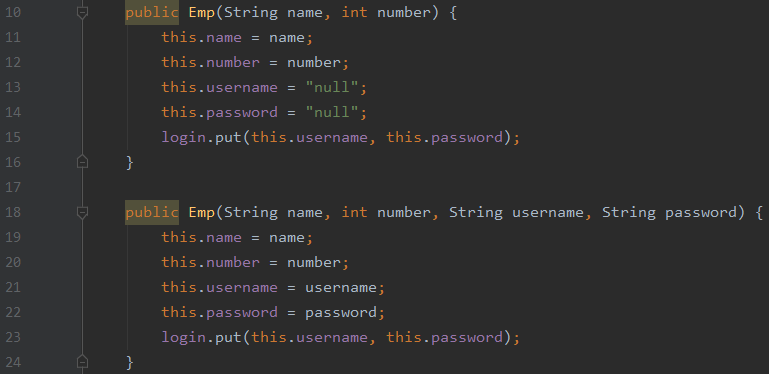 10 public Emp(String name, int number) {
11 this.name = name;
12 this.number = number;
13 this.username = "null";
14 this.password = "null";
15 login.put(this.username, this.password);
16 }
17
18 public Emp(String name, int number, String username, String password) {
19 this.name = name;
20 this.number = number;
21 this.username = username;
22 this.password = password;
23 login.put(this.username, this.password);
24 }